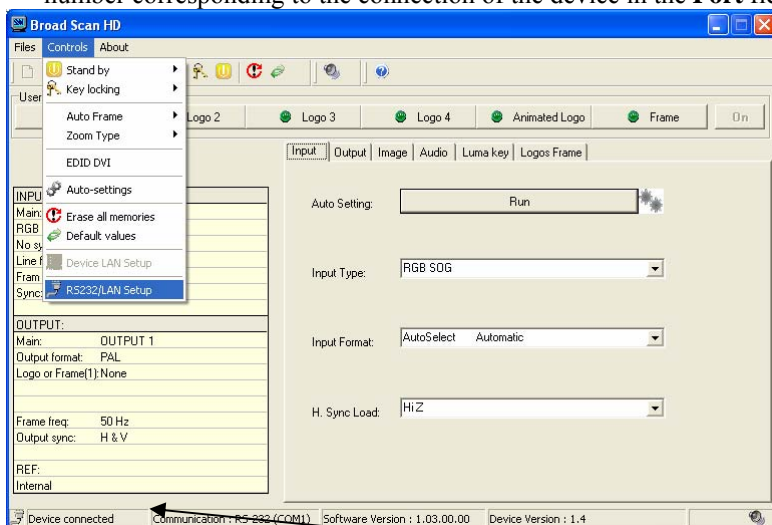 number corresponding to the connection of the device in the Port
Broad Scan HD
Files Controls About
User
Stand by
Key locking
Auto Frame
Zoom Type
EDID DVI
Auto-settings
Erase all memories
Default values
Device LAN Setup
RS232/LAN Setup
Logo 2 Logo 3 Logo 4 Animated Logo Frame On
Input Output Image Audio Luma key Logos Frame
Auto Setting: Run
Input Type: RGB SOG
Input Format: AutoSelect Automatic
H. Sync Load: HiZ
INPU
Main:
RGB
No sy
Line f
Fram
Sync:
OUTPUT:
Main: OUTPUT 1
Output format: PAL
Logo or Frame(1): None
Frame freq: 50 Hz
Output sync: H & V
REF:
Internal
Device connected Communication : RS-232 (COM1) Software Version : 1.03.00.00 Device Version : 1.4